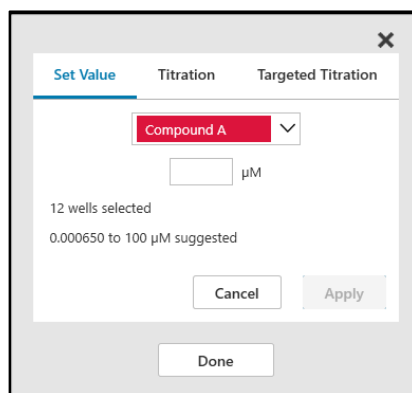 Set Value Titration Targeted Titration
Compound A
µM
12 wells selected
0.000650 to 100 µM suggested
Cancel Apply
Done